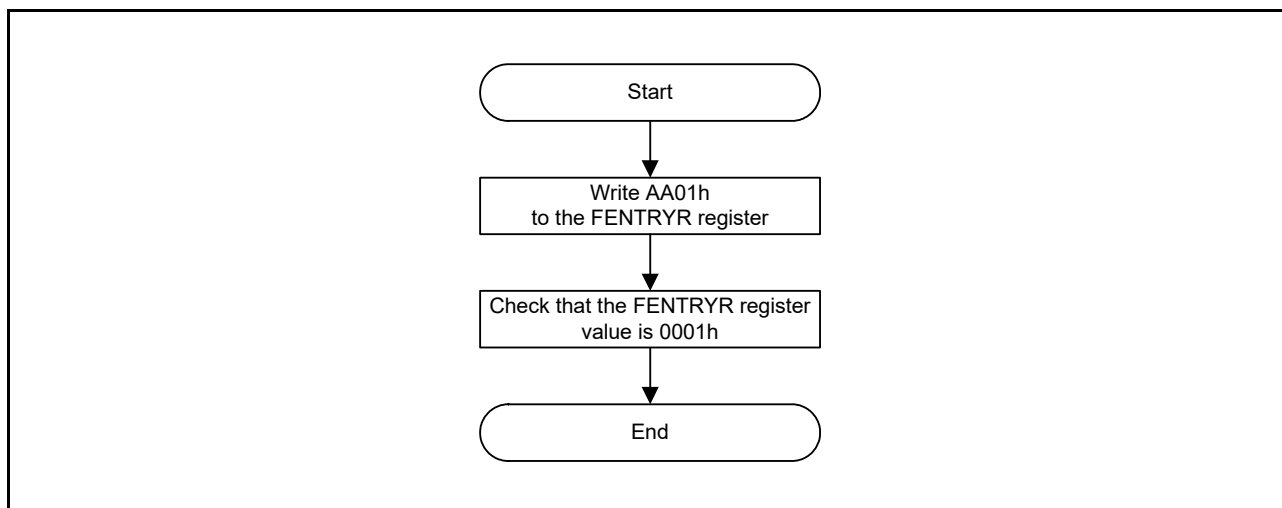 Start
Write AA01h
to the FENTRYR register
Check that the FENTRYR register
value is 0001h
End